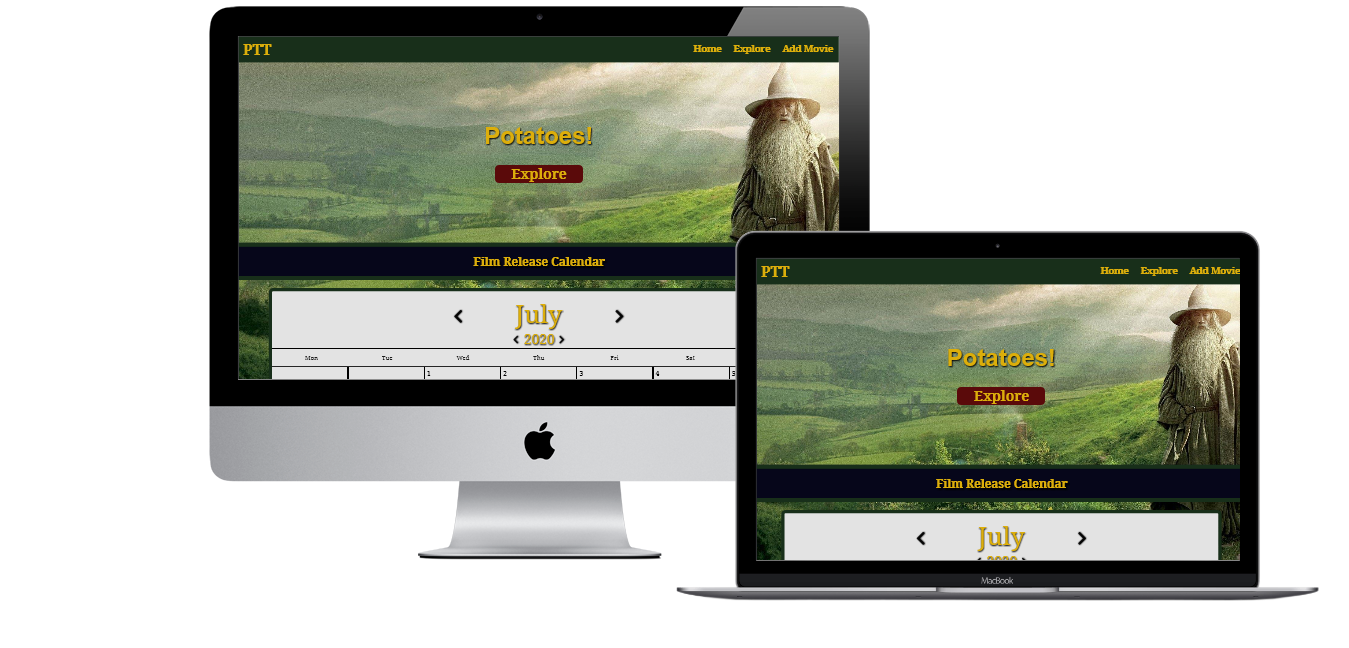 PTT
Home Explore Add Movie
Potatoes!
Explore
Film Release Calendar
July
2020
Mon Tue Wed Thu Fri Sat
1 2 3 4
PTT
Home Explore Add Movie
Potatoes!
Explore
Film Release Calendar
July
2020
MacBook